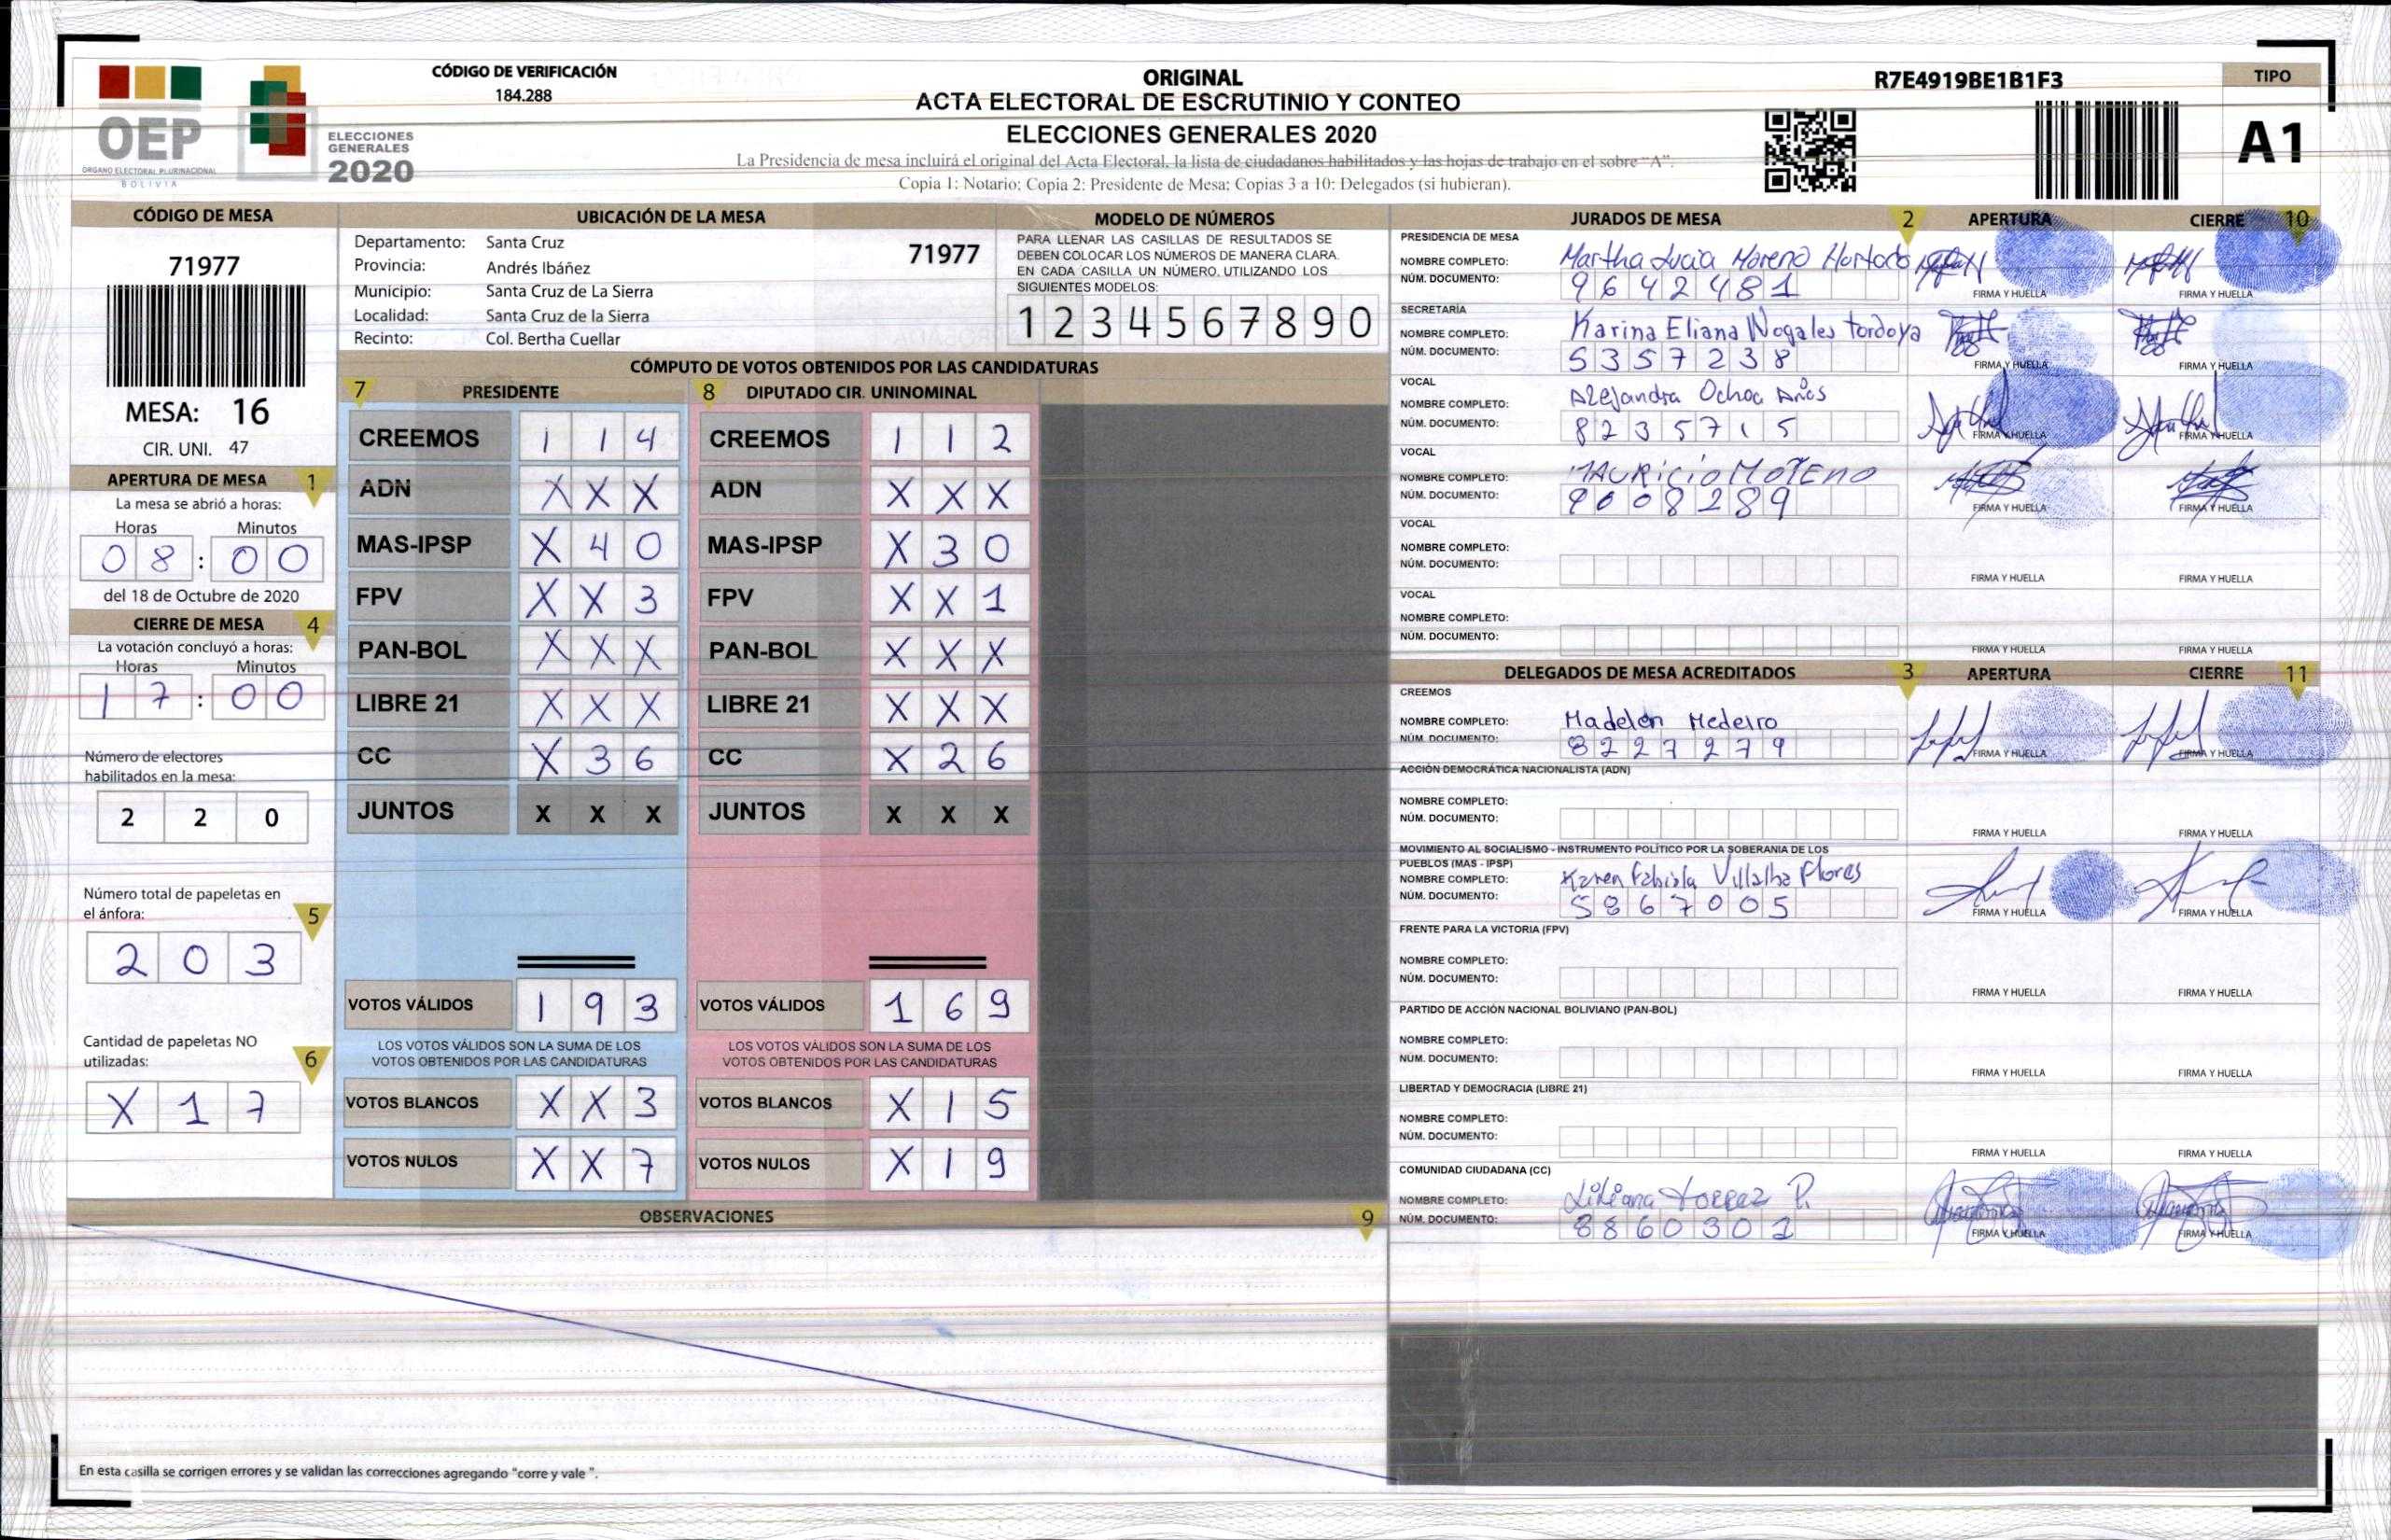 CÓDIGO DE VERIFICACIÓN
184.288
OEP
ÓRGANO ELECTORAL PLURINACIONAL
BOLIVIA
ELECCIONES
GENERALES
2020
ORIGINAL
ACTA ELECTORAL DE ESCRUTINIO Y CONTEO
ELECCIONES GENERALES 2020
La Presidencia de mesa incluirá el original del Acta Electoral, la lista de ciudadanos habilitados y las hojas de trabajo en el sobre "A".
Copia 1: Notario; Copia 2: Presidente de Mesa; Copias 3 a 10: Delegados (si hubieran).
R7E4919BE1B1F3
TIPO
A1
CÓDIGO DE MESA
71977
MESA: 16
CIR. UNI. 47
APERTURA DE MESA 1
La mesa se abrió a horas:
Horas Minutos
08:00
del 18 de Octubre de 2020
CIERRE DE MESA 4
La votación concluyó a horas:
Horas Minutos
17:00
Número de electores
habilitados en la mesa:
2 2 0
Número total de papeletas en
el ánfora: 5
2 0 3
Cantidad de papeletas NO
utilizadas: 6
X 1 7
UBICACIÓN DE LA MESA
Departamento: Santa Cruz 71977
Provincia: Andrés Ibáñez
Municipio: Santa Cruz de La Sierra
Localidad: Santa Cruz de la Sierra
Recinto: Col. Bertha Cuellar
MODELO DE NÚMEROS
PARA LLENAR LAS CASILLAS DE RESULTADOS SE
DEBEN COLOCAR LOS NÚMEROS DE MANERA CLARA.
EN CADA CASILLA UN NÚMERO, UTILIZANDO LOS
SIGUIENTES MODELOS:
1 2 3 4 5 6 7 8 9 0
CÓMPUTO DE VOTOS OBTENIDOS POR LAS CANDIDATURAS
7 PRESIDENTE
CREEMOS 1 1 4
ADN X X X
MAS-IPSP X 4 0
FPV X X 3
PAN-BOL X X X
LIBRE 21 X X X
CC X 3 6
JUNTOS X X X
VOTOS VÁLIDOS 1 9 3
LOS VOTOS VÁLIDOS SON LA SUMA DE LOS
VOTOS OBTENIDOS POR LAS CANDIDATURAS
VOTOS BLANCOS X X 3
VOTOS NULOS X X 7
8 DIPUTADO CIR. UNINOMINAL
CREEMOS 1 1 2
ADN X X X
MAS-IPSP X 3 0
FPV X X 1
PAN-BOL X X X
LIBRE 21 X X X
CC X 2 6
JUNTOS X X X
VOTOS VÁLIDOS 1 6 9
LOS VOTOS VÁLIDOS SON LA SUMA DE LOS
VOTOS OBTENIDOS POR LAS CANDIDATURAS
VOTOS BLANCOS X 1 5
VOTOS NULOS X 1 9
OBSERVACIONES 9
En esta casilla se corrigen errores y se validan las correcciones agregando "corre y vale ".
JURADOS DE MESA 2 APERTURA CIERRE 10
PRESIDENCIA DE MESA
NOMBRE COMPLETO: Martha Lucia Moreno Hurtado
NÚM. DOCUMENTO: 9642481
FIRMA Y HUELLA FIRMA Y HUELLA
SECRETARÍA
NOMBRE COMPLETO: Karina Eliana Nogales Tordoya
NÚM. DOCUMENTO: 5357238
FIRMA Y HUELLA FIRMA Y HUELLA
VOCAL
NOMBRE COMPLETO: Alejandra Ochoa Años
NÚM. DOCUMENTO: 8235715
FIRMA Y HUELLA FIRMA Y HUELLA
VOCAL
NOMBRE COMPLETO: MAURICIO MORENO
NÚM. DOCUMENTO: 9008289
FIRMA Y HUELLA FIRMA Y HUELLA
VOCAL
NOMBRE COMPLETO:
NÚM. DOCUMENTO:
FIRMA Y HUELLA FIRMA Y HUELLA
VOCAL
NOMBRE COMPLETO:
NÚM. DOCUMENTO:
FIRMA Y HUELLA FIRMA Y HUELLA
DELEGADOS DE MESA ACREDITADOS 3 APERTURA CIERRE 11
CREEMOS
NOMBRE COMPLETO: Madelen Medeiro
NÚM. DOCUMENTO: 8227279
FIRMA Y HUELLA FIRMA Y HUELLA
ACCIÓN DEMOCRÁTICA NACIONALISTA (ADN)
NOMBRE COMPLETO:
NÚM. DOCUMENTO:
FIRMA Y HUELLA FIRMA Y HUELLA
MOVIMIENTO AL SOCIALISMO - INSTRUMENTO POLÍTICO POR LA SOBERANIA DE LOS
PUEBLOS (MAS - IPSP)
NOMBRE COMPLETO: Karen Fabiola Villalba Flores
NÚM. DOCUMENTO: 5867005
FIRMA Y HUELLA FIRMA Y HUELLA
FRENTE PARA LA VICTORIA (FPV)
NOMBRE COMPLETO:
NÚM. DOCUMENTO:
FIRMA Y HUELLA FIRMA Y HUELLA
PARTIDO DE ACCIÓN NACIONAL BOLIVIANO (PAN-BOL)
NOMBRE COMPLETO:
NÚM. DOCUMENTO:
FIRMA Y HUELLA FIRMA Y HUELLA
LIBERTAD Y DEMOCRACIA (LIBRE 21)
NOMBRE COMPLETO:
NÚM. DOCUMENTO:
FIRMA Y HUELLA FIRMA Y HUELLA
COMUNIDAD CIUDADANA (CC)
NOMBRE COMPLETO: Liliana Torrez P.
NÚM. DOCUMENTO: 8860301
FIRMA Y HUELLA FIRMA Y HUELLA